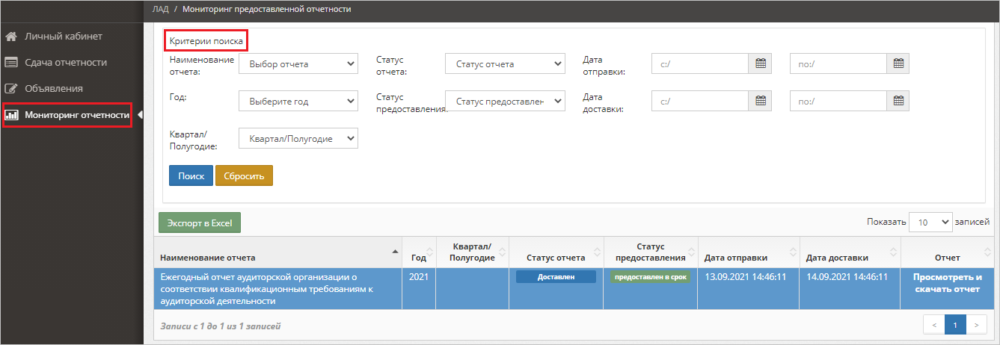 ЛАД / Мониторинг предоставленной отчетности
Личный кабинет
Сдача отчетности
Объявления
Мониторинг отчетности
Критерии поиска
Наименование отчета: Выбор отчета Статус отчета: Статус отчета Дата отправки: с:/ по:/
Год: Выберите год Статус предоставления: Статус предоставлен Дата доставки: с:/ по:/
Квартал/ Полугодие: Квартал/Полугодие
Поиск Сбросить
Экспорт в Excel Показать 10 записей
Наименование отчета Год Квартал/ Полугодие Статус отчета Статус предоставления Дата отправки Дата доставки Отчет
Ежегодный отчет аудиторской организации о 2021 Доставлен предоставлен в срок 13.09.2021 14:46:11 14.09.2021 14:46:11 Просмотреть и
соответствии квалификационным требованиям к скачать отчет
аудиторской деятельности
Записи с 1 до 1 из 1 записей < 1 >